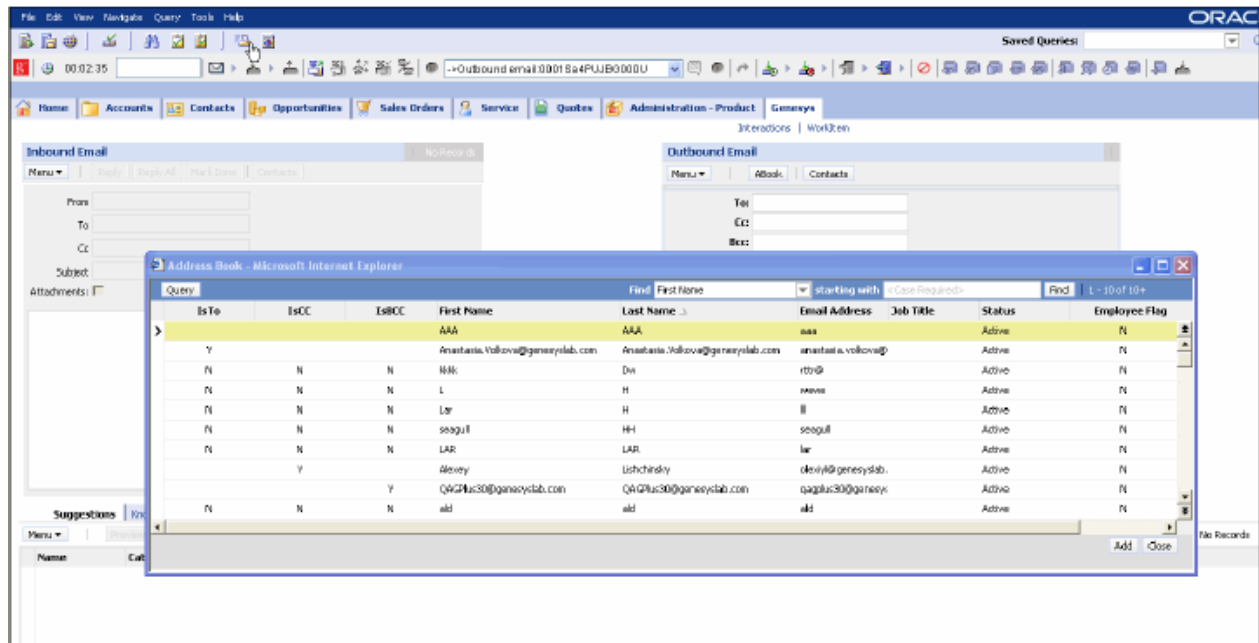 File Edit View Navigate Query Tools Help
ORAC
Saved Queries:
00:02:35
Home Accounts Contacts Opportunities Sales Orders Service Quotes Administration - Product Genesys
Interactions | WorkItem
Inbound Email No Records
Outbound Email
Menu Reply Reply All Mark Done Contacts
Menu ABook Contacts
From
To
Cc
Subject
Attachments:
To:
Cc:
Bcc:
Address Book - Microsoft Internet Explorer
Query Find First Name starting with <Case Required> Find 1 - 10 of 10+
IsTo IsCC IsBCC First Name Last Name Email Address Job Title Status Employee Flag
AAA AAA aaa Active N
Y Anastasia.Volkova@genesyslab.com Anastasia.Volkova@genesyslab.com anastasia.volkova@ Active N
N N N Dw Active N
N N N L H Active N
N N N Lar H lll Active N
N N N seagull HH seagull Active N
N N N LAR LAR lar Active N
Y Alexey Lishchinsky olexiyl@genesyslab. Active N
Y QAGPlus30@genesyslab.com QAGPlus30@genesyslab.com qagplus30@genesys Active N
N N N ald ald ald Active N
Add Close
Suggestions
Menu
No Records
Name